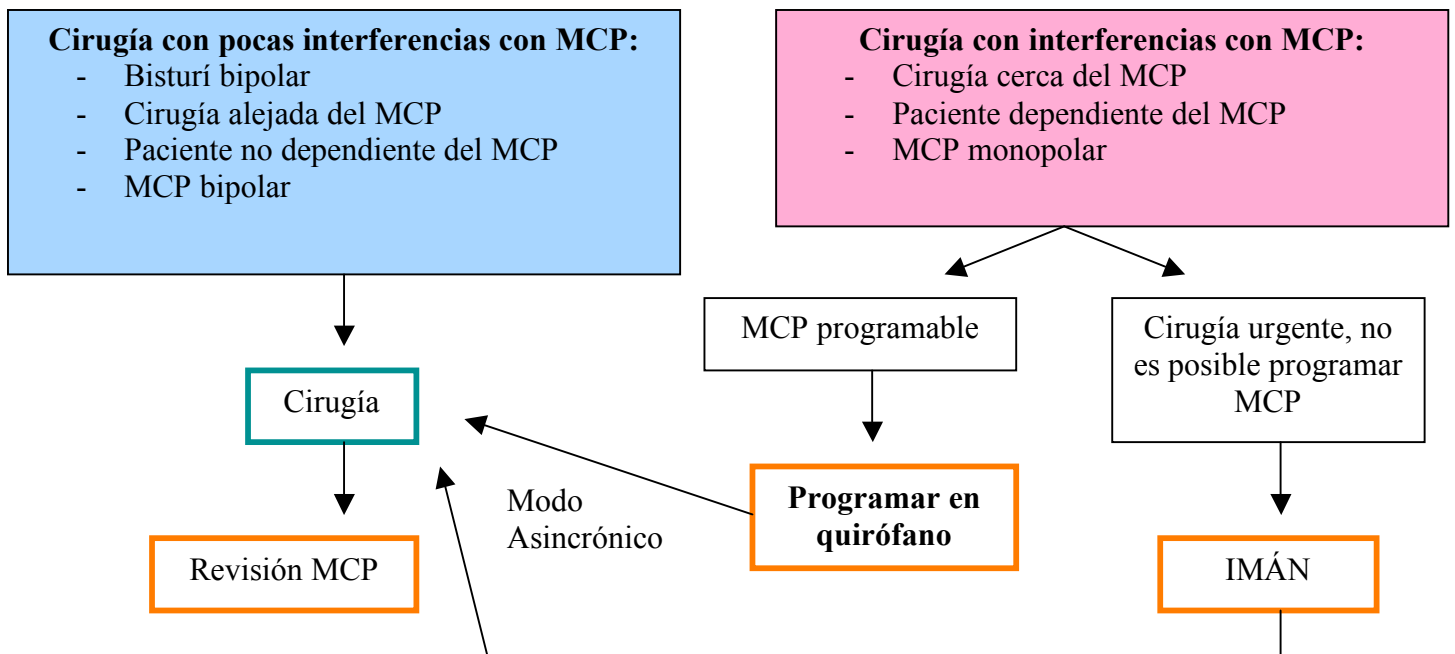 Cirugía con pocas interferencias con MCP:
- Bisturí bipolar
- Cirugía alejada del MCP
- Paciente no dependiente del MCP
- MCP bipolar
Cirugía con interferencias con MCP:
- Cirugía cerca del MCP
- Paciente dependiente del MCP
- MCP monopolar
MCP programable
Cirugía urgente, no
es posible programar
MCP
Cirugía
Modo
Asincrónico
Programar en
quirófano
Revisión MCP
IMÁN